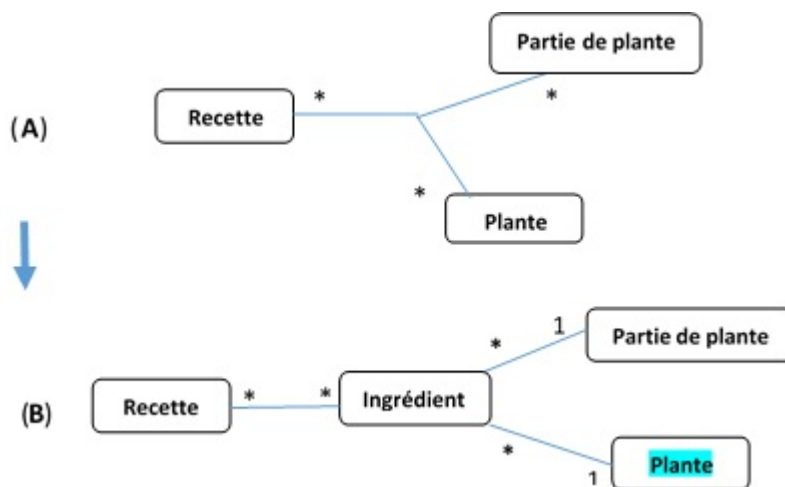 Partie de plante
*
*
Recette
(A)
*
Plante
1
Partie de plante
*
*
*
Ingrédient
Recette
(B)
*
Plante
1